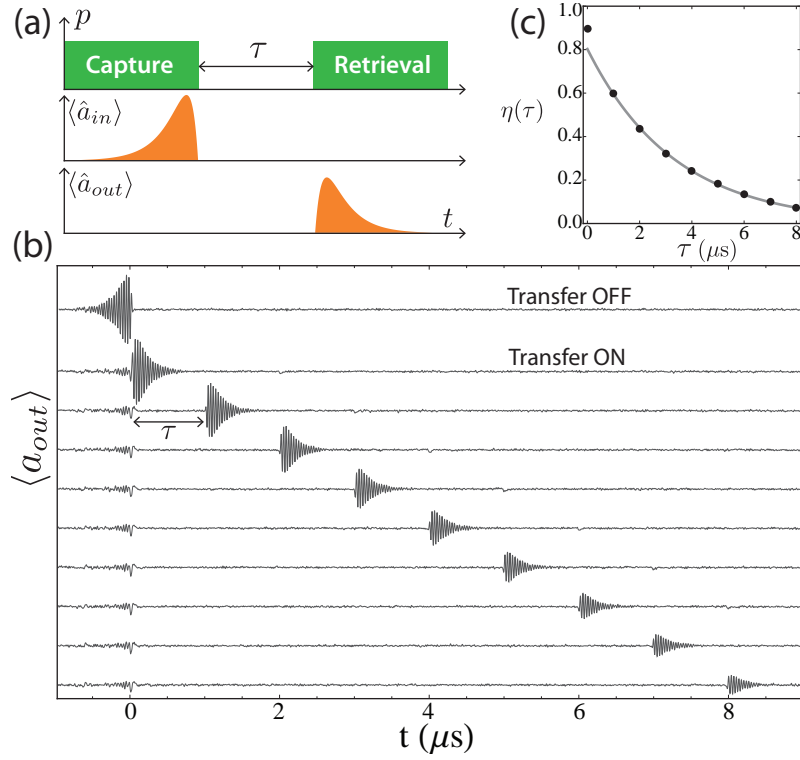 (a)
p
Capture
τ
Retrieval
⟨â_in⟩
⟨â_out⟩
t
(c)
1.0
0.8
0.6
0.4
0.2
0.0
η(τ)
0 2 4 6 8
τ (μs)
(b)
Transfer OFF
Transfer ON
τ
⟨a_out⟩
0 2 4 6 8
t (μs)